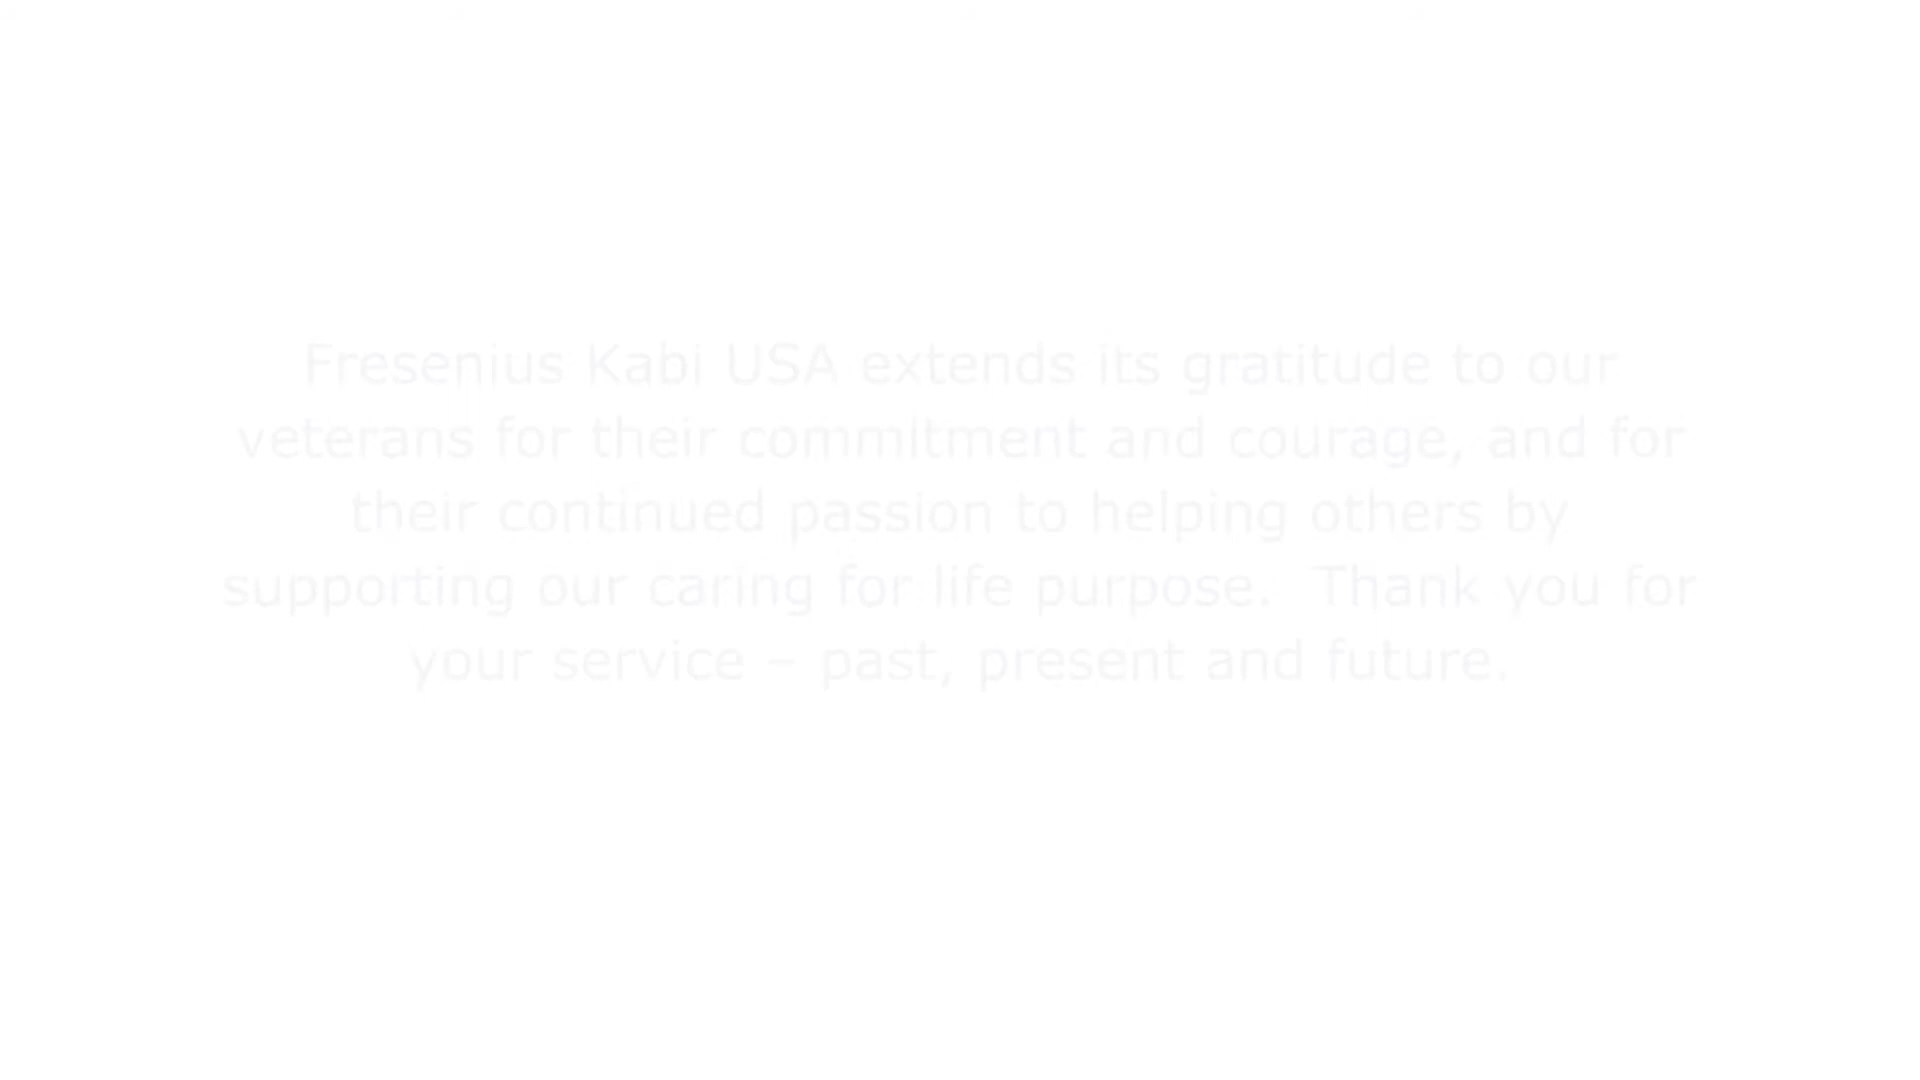 Fresenius Kabi USA extends its gratitude to our
veterans for their commitment and courage, and for
their continued passion to helping others by
supporting our caring for life purpose.  Thank you for
your service – past, present and future.